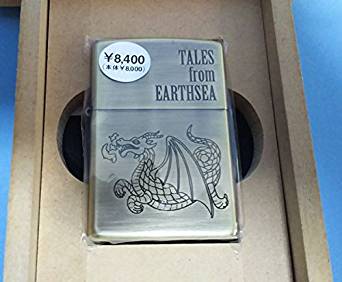 ¥8,400
(本体¥8,000)
TALES
from
EARTHSEA